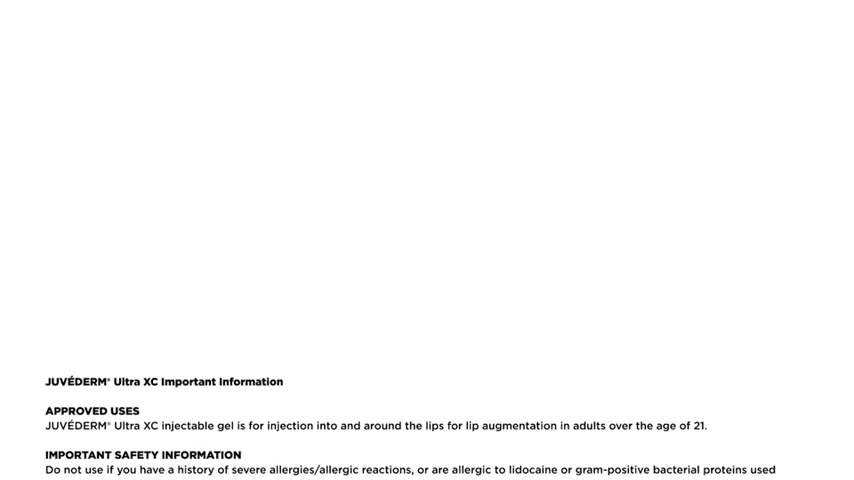 JUVÉDERM® Ultra XC Important Information
APPROVED USES
JUVÉDERM® Ultra XC injectable gel is for injection into and around the lips for lip augmentation in adults over the age of 21.
IMPORTANT SAFETY INFORMATION
Do not use if you have a history of severe allergies/allergic reactions, or are allergic to lidocaine or gram-positive bacterial proteins used